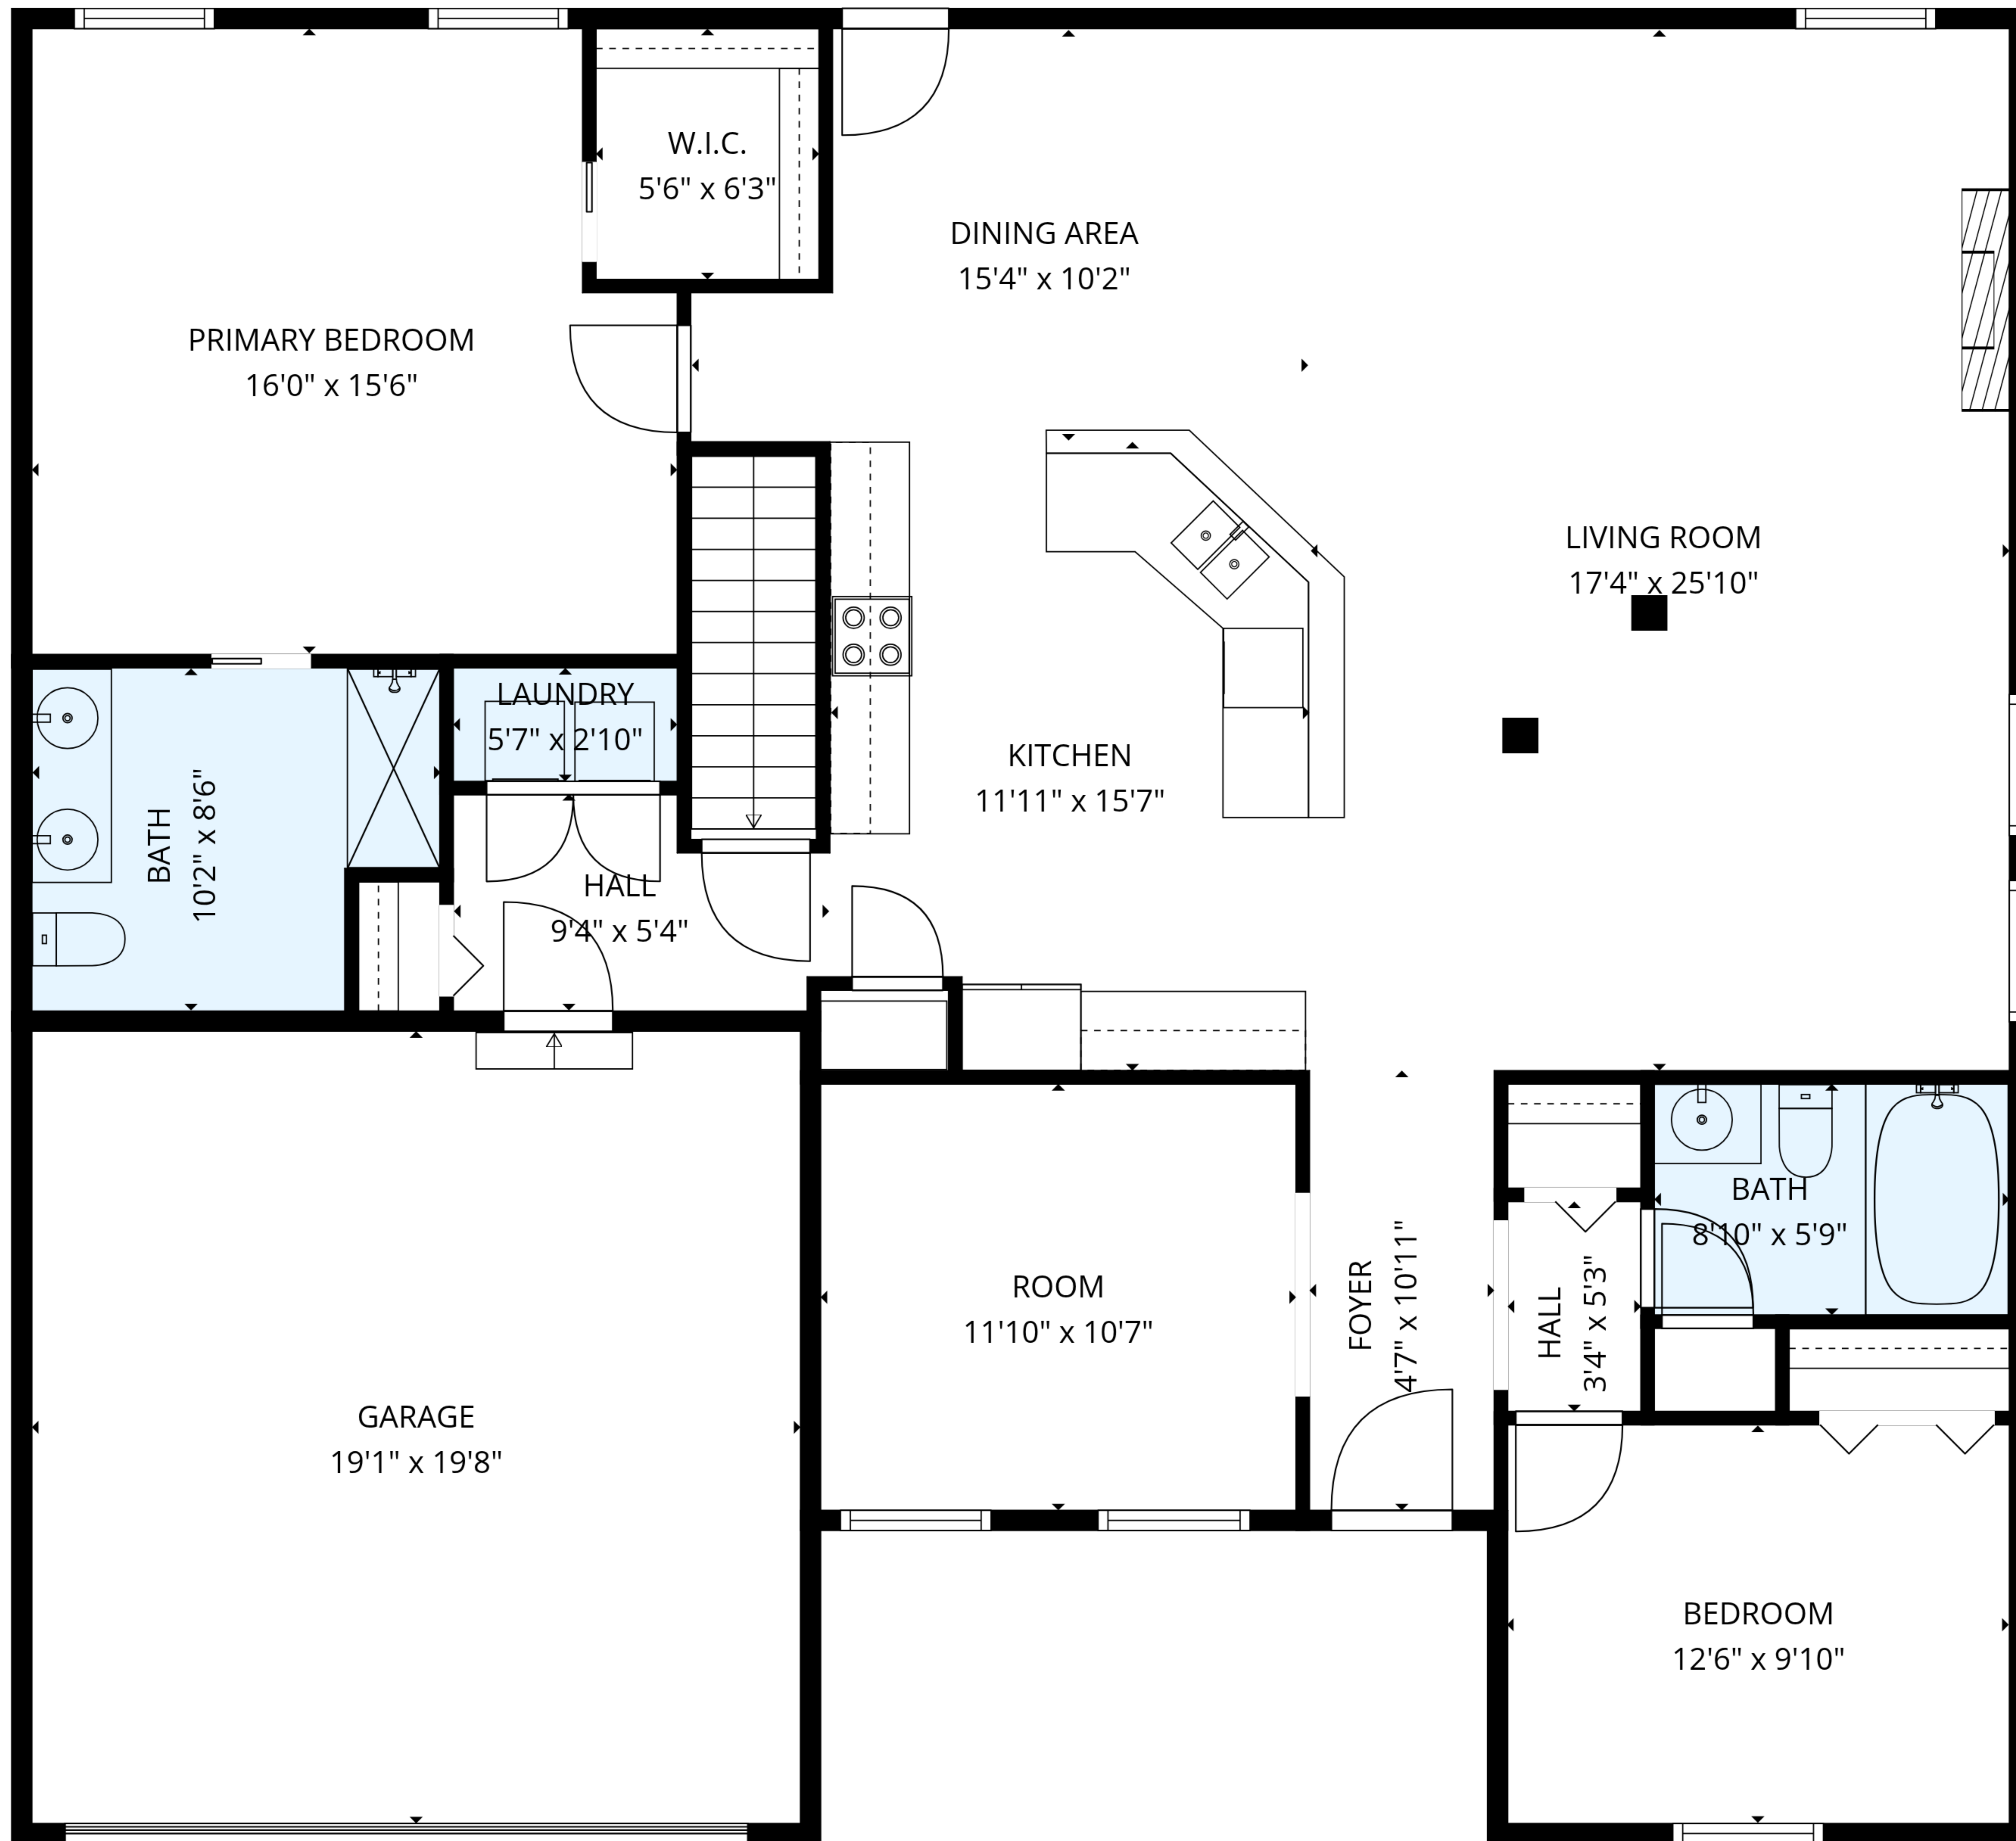 W.I.C.
5'6" x 6'3"
DINING AREA
15'4" x 10'2"
PRIMARY BEDROOM
16'0" x 15'6"
LIVING ROOM
17'4" x 25'10"
LAUNDRY
5'7" x 2'10"
KITCHEN
11'11" x 15'7"
BATH
10'2" x 8'6"
HALL
9'4" x 5'4"
BATH
8'10" x 5'9"
ROOM
11'10" x 10'7"
FOYER
4'7" x 10'11"
HALL
3'4" x 5'3"
GARAGE
19'1" x 19'8"
BEDROOM
12'6" x 9'10"